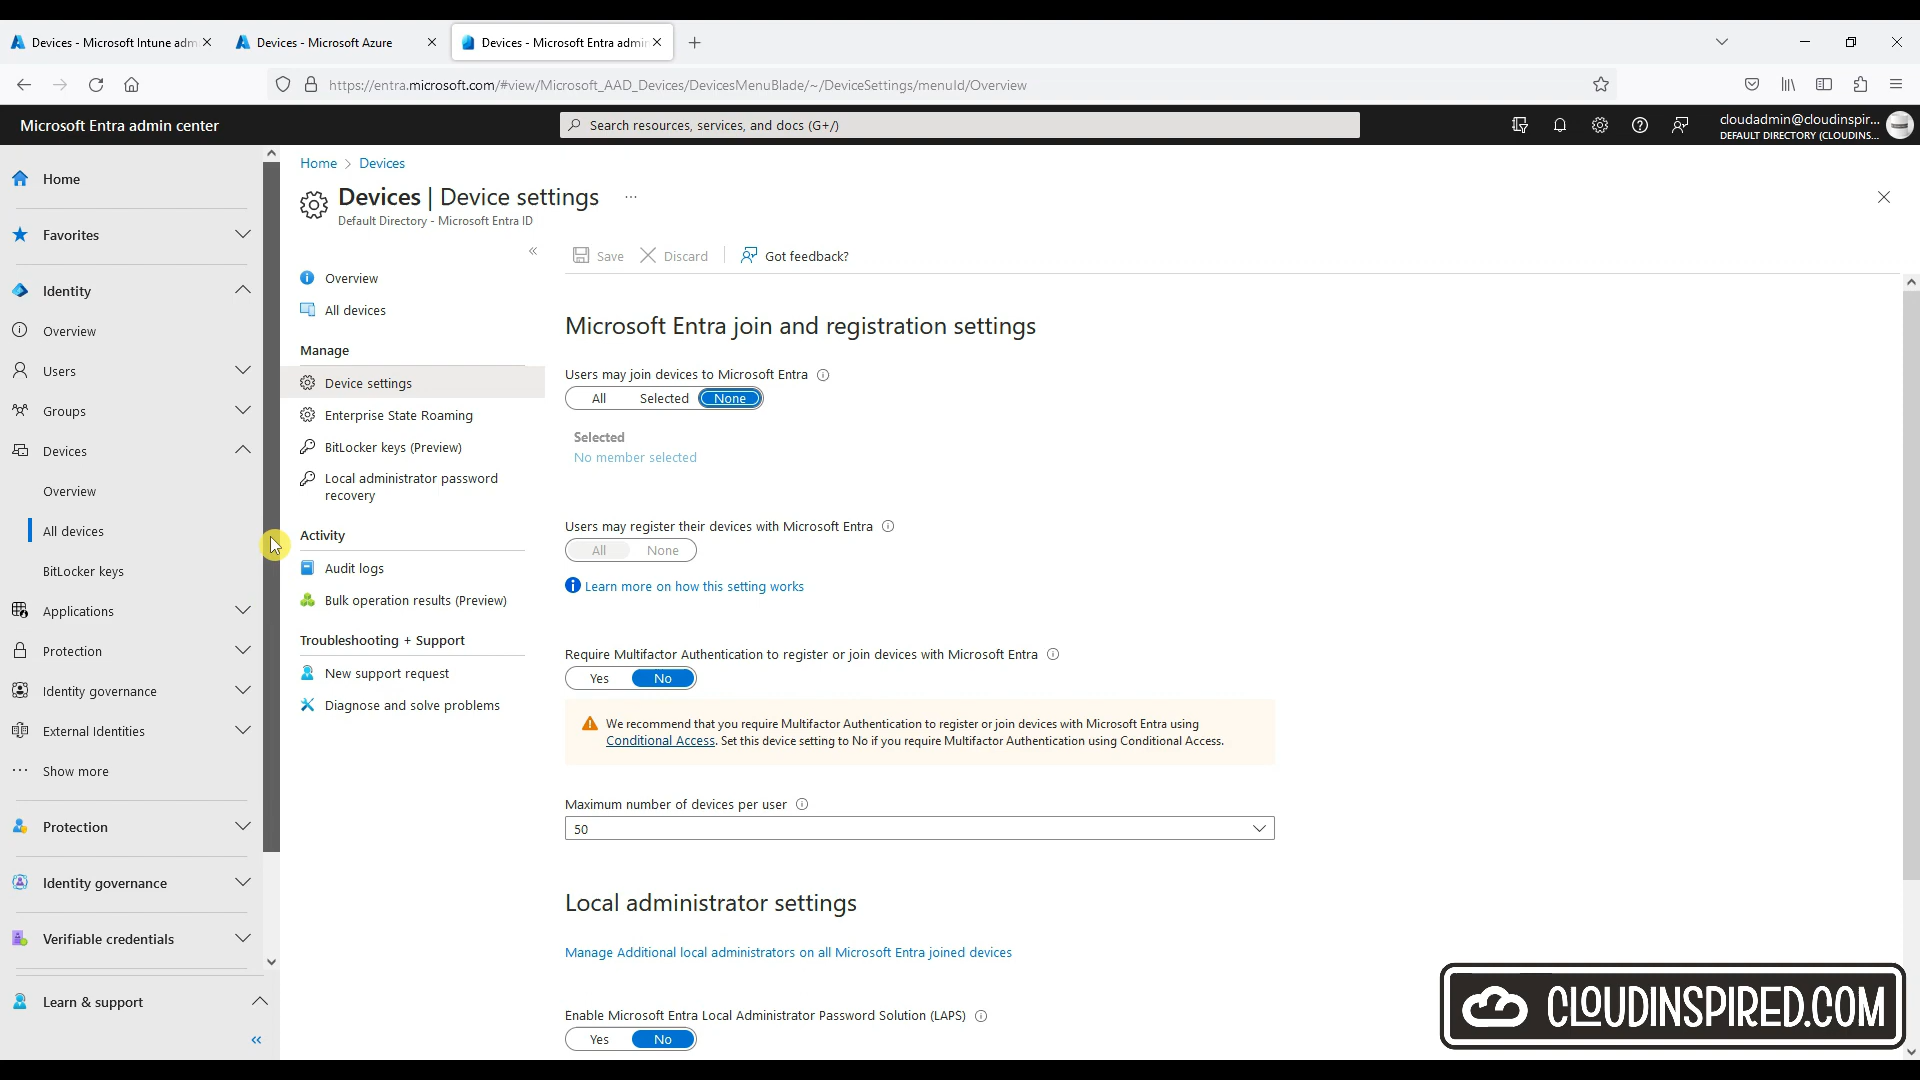 Devices - Microsoft Intune adm
Devices - Microsoft Azure
Devices - Microsoft Entra admi
https://entra.microsoft.com/#view/Microsoft_AAD_Devices/DevicesMenuBlade/~/DeviceSettings/menuId/Overview
Microsoft Entra admin center
Search resources, services, and docs (G+/)
cloudadmin@cloudinspir...
DEFAULT DIRECTORY (CLOUDINS...
Home
Favorites
Identity
Overview
Users
Groups
Devices
Overview
All devices
BitLocker keys
Applications
Protection
Identity governance
External Identities
Show more
Protection
Identity governance
Verifiable credentials
Learn & support
Home > Devices
Devices | Device settings ...
Default Directory - Microsoft Entra ID
Overview
All devices
Manage
Device settings
Enterprise State Roaming
BitLocker keys (Preview)
Local administrator password
recovery
Activity
Audit logs
Bulk operation results (Preview)
Troubleshooting + Support
New support request
Diagnose and solve problems
Save Discard Got feedback?
Microsoft Entra join and registration settings
Users may join devices to Microsoft Entra
All Selected None
Selected
No member selected
Users may register their devices with Microsoft Entra
All None
Learn more on how this setting works
Require Multifactor Authentication to register or join devices with Microsoft Entra
Yes No
We recommend that you require Multifactor Authentication to register or join devices with Microsoft Entra using
Conditional Access. Set this device setting to No if you require Multifactor Authentication using Conditional Access.
Maximum number of devices per user
50
Local administrator settings
Manage Additional local administrators on all Microsoft Entra joined devices
Enable Microsoft Entra Local Administrator Password Solution (LAPS)
Yes No
CLOUDINSPIRED.COM